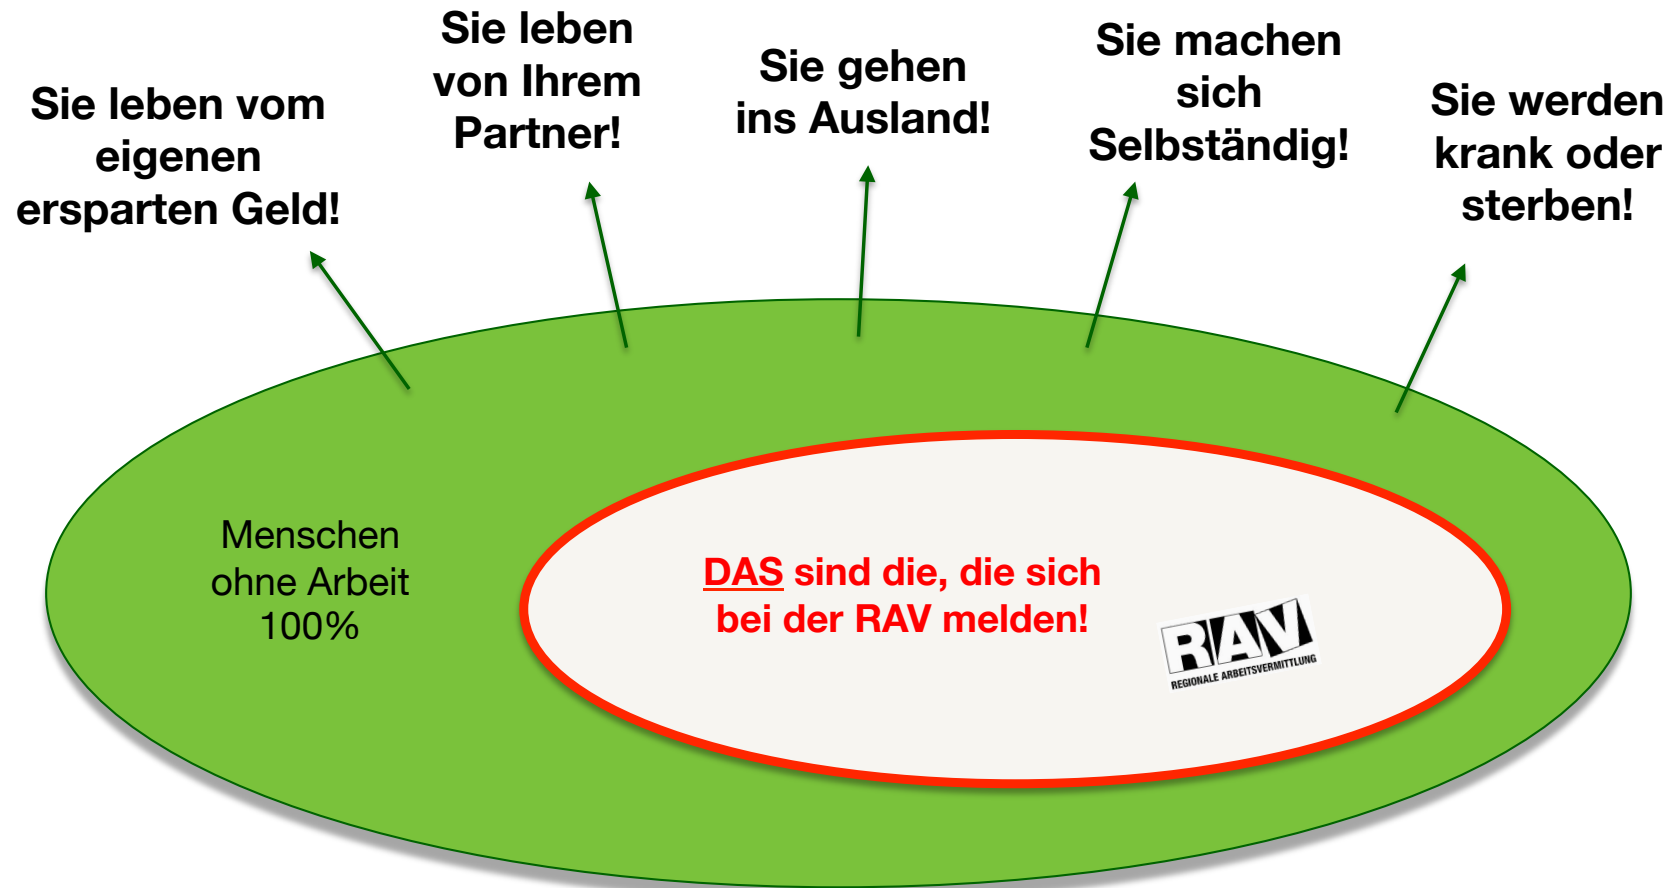 Sie leben vom
eigenen
ersparten Geld!
Sie leben
von Ihrem
Partner!
Sie gehen
ins Ausland!
Sie machen
sich
Selbständig!
Sie werden
krank oder
sterben!
Menschen
ohne Arbeit
100%
DAS sind die, die sich
bei der RAV melden!
RAV
REGIONALE ARBEITSVERMITTLUNG